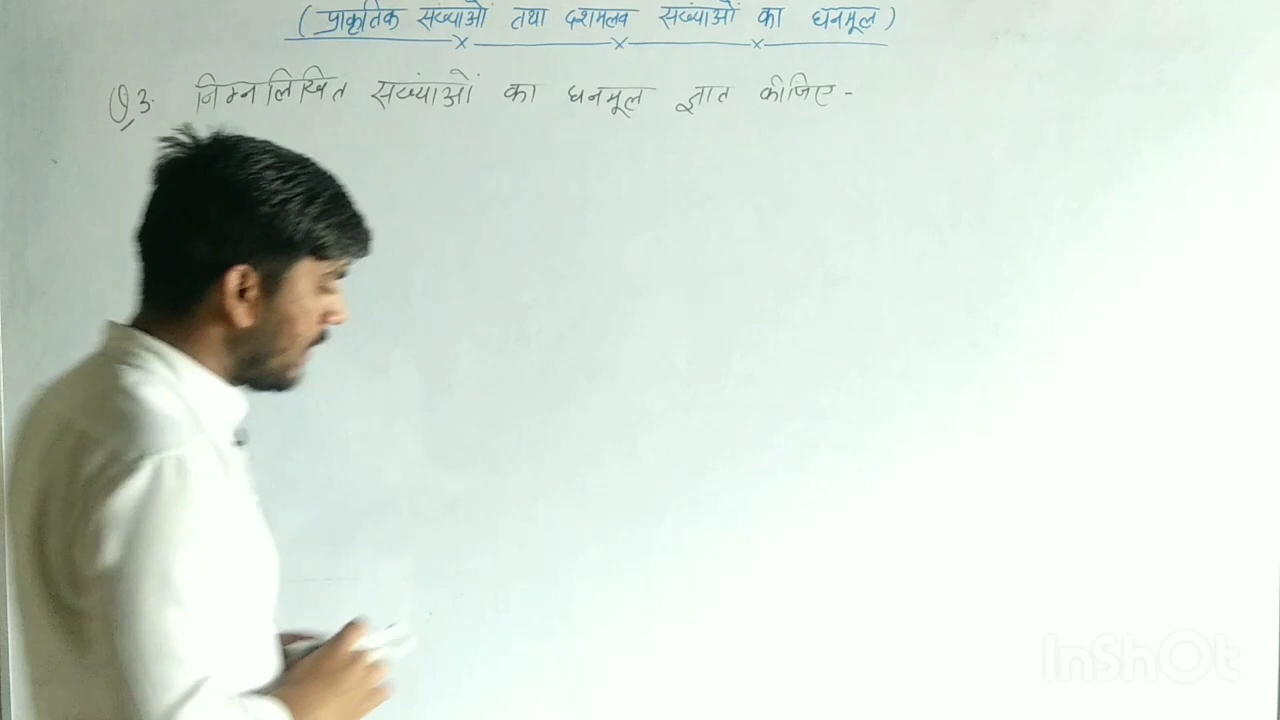 (प्राकृतिक संख्याओं तथा दशमलव संख्याओं का घनमूल)
Q3. निम्नलिखित संख्याओं का घनमूल ज्ञात कीजिए -
InShOt